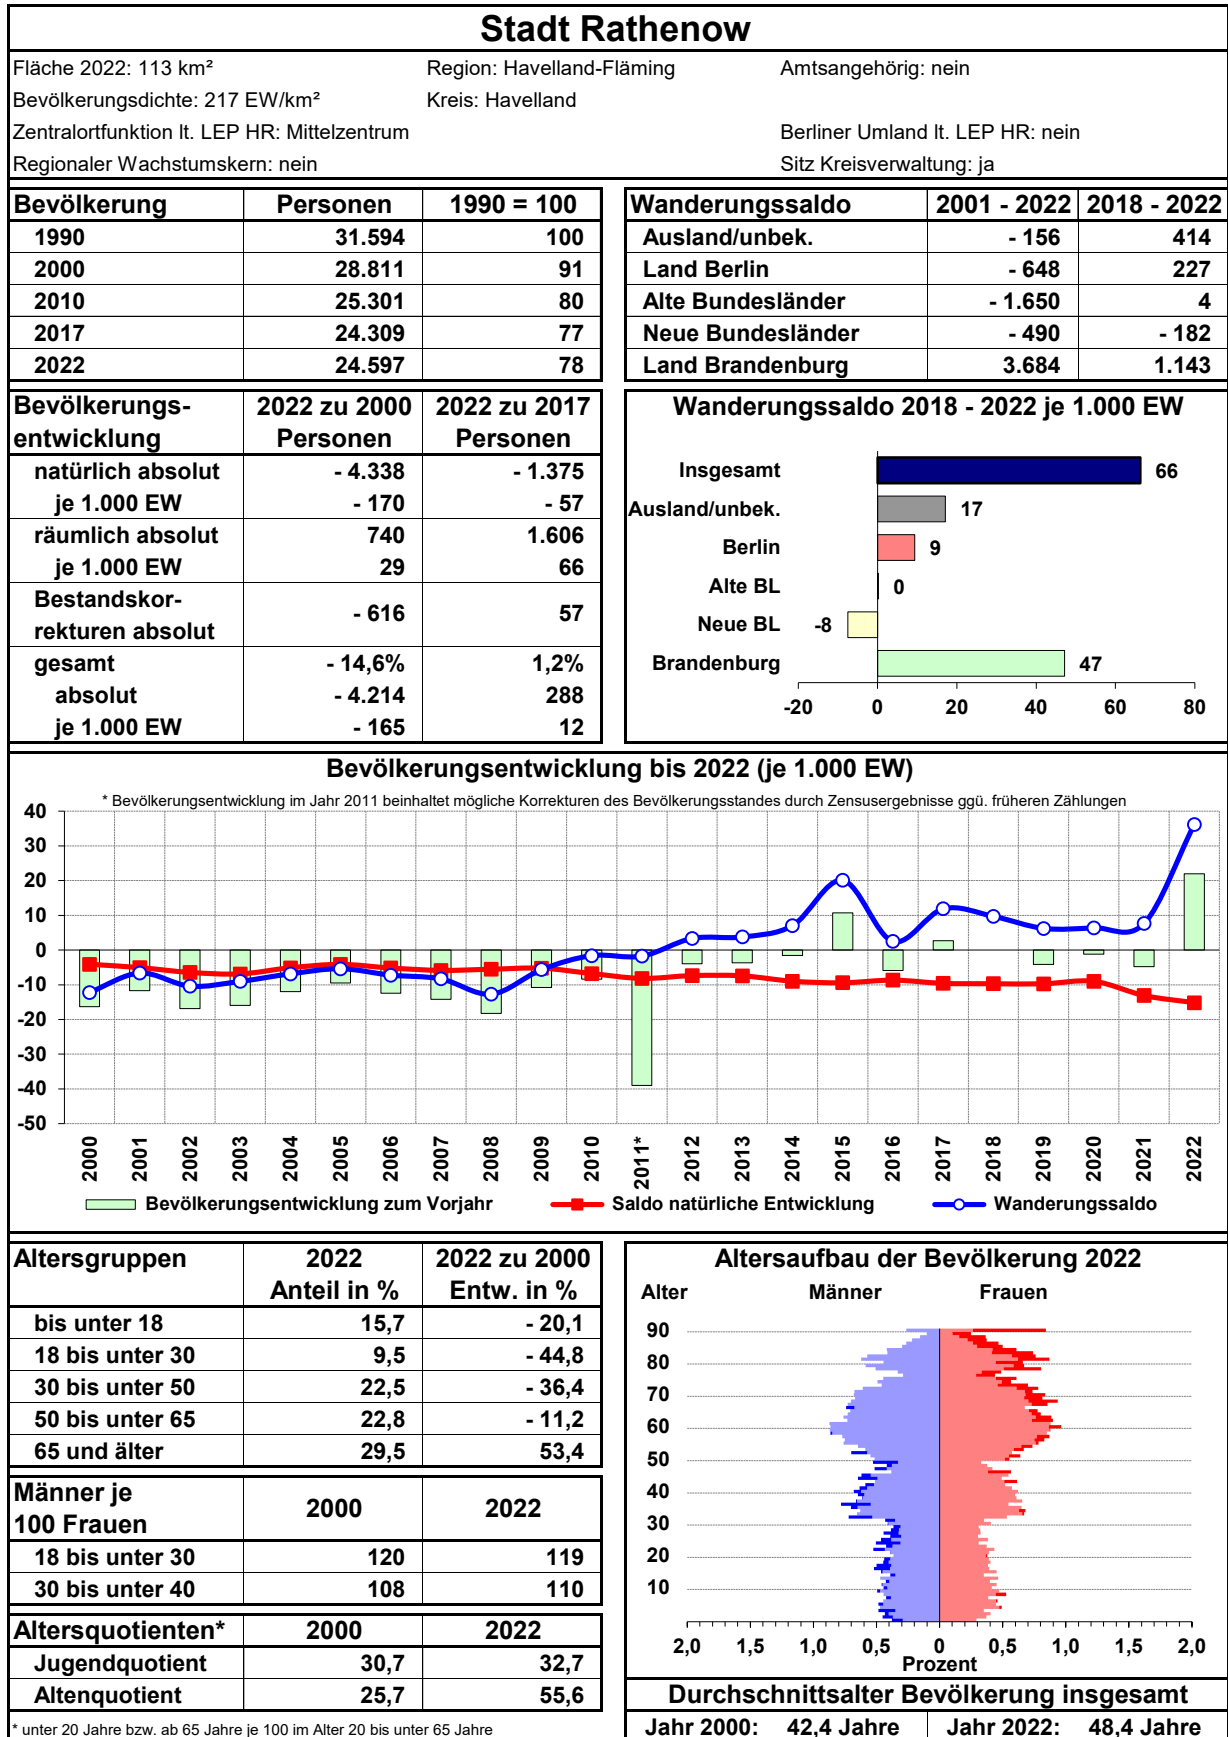 Stadt Rathenow
Fläche 2022: 113 km² Region: Havelland-Fläming Amtsangehörig: nein
Bevölkerungsdichte: 217 EW/km² Kreis: Havelland
Zentralortfunktion lt. LEP HR: Mittelzentrum Berliner Umland lt. LEP HR: nein
Regionaler Wachstumskern: nein Sitz Kreisverwaltung: ja
Bevölkerung Personen 1990 = 100
1990 31.594 100
2000 28.811 91
2010 25.301 80
2017 24.309 77
2022 24.597 78
Wanderungssaldo 2001 - 2022 2018 - 2022
Ausland/unbek. - 156 414
Land Berlin - 648 227
Alte Bundesländer - 1.650 4
Neue Bundesländer - 490 - 182
Land Brandenburg 3.684 1.143
Bevölkerungs- 2022 zu 2000 2022 zu 2017
entwicklung Personen Personen
natürlich absolut - 4.338 - 1.375
je 1.000 EW - 170 - 57
räumlich absolut 740 1.606
je 1.000 EW 29 66
Bestandskor-
rekturen absolut - 616 57
gesamt - 14,6% 1,2%
absolut - 4.214 288
je 1.000 EW - 165 12
Wanderungssaldo 2018 - 2022 je 1.000 EW
Insgesamt 66
Ausland/unbek. 17
Berlin 9
Alte BL 0
Neue BL -8
Brandenburg 47
-20 0 20 40 60 80
Bevölkerungsentwicklung bis 2022 (je 1.000 EW)
* Bevölkerungsentwicklung im Jahr 2011 beinhaltet mögliche Korrekturen des Bevölkerungsstandes durch Zensusergebnisse ggü. früheren Zählungen
40
30
20
10
0
-10
-20
-30
-40
-50
2000 2001 2002 2003 2004 2005 2006 2007 2008 2009 2010 2011* 2012 2013 2014 2015 2016 2017 2018 2019 2020 2021 2022
Bevölkerungsentwicklung zum Vorjahr Saldo natürliche Entwicklung Wanderungssaldo
Altersgruppen 2022 2022 zu 2000
Anteil in % Entw. in %
bis unter 18 15,7 - 20,1
18 bis unter 30 9,5 - 44,8
30 bis unter 50 22,5 - 36,4
50 bis unter 65 22,8 - 11,2
65 und älter 29,5 53,4
Männer je
100 Frauen 2000 2022
18 bis unter 30 120 119
30 bis unter 40 108 110
Altersquotienten* 2000 2022
Jugendquotient 30,7 32,7
Altenquotient 25,7 55,6
* unter 20 Jahre bzw. ab 65 Jahre je 100 im Alter 20 bis unter 65 Jahre
Altersaufbau der Bevölkerung 2022
Alter Männer Frauen
90
80
70
60
50
40
30
20
10
2,0 1,5 1,0 0,5 0 0,5 1,0 1,5 2,0
Prozent
Durchschnittsalter Bevölkerung insgesamt
Jahr 2000: 42,4 Jahre Jahr 2022: 48,4 Jahre